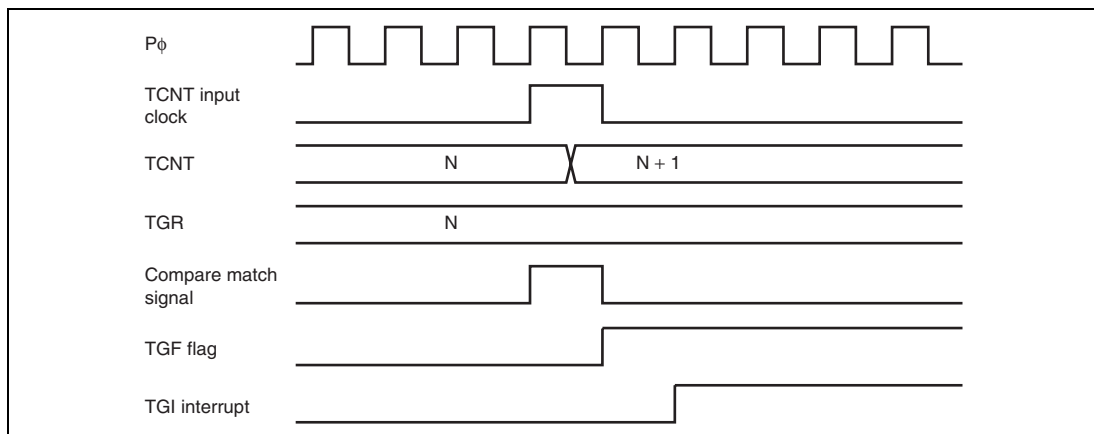 Pϕ
TCNT input
clock
TCNT
N
N + 1
TGR
N
Compare match
signal
TGF flag
TGI interrupt